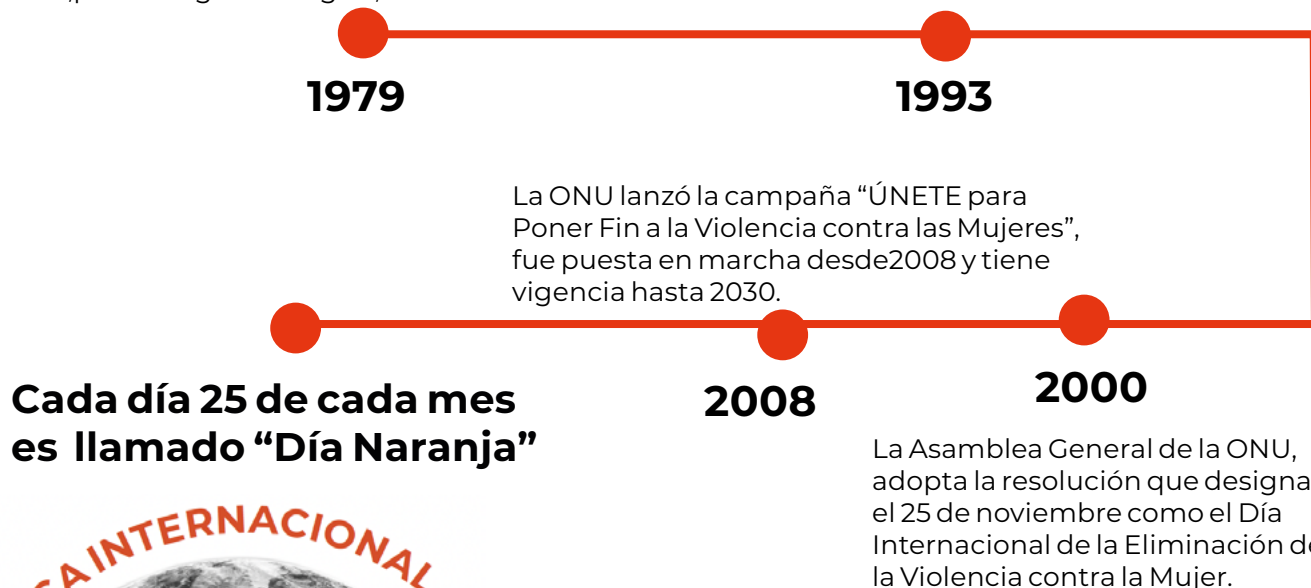 1979
1993
La ONU lanzó la campaña “ÚNETE para
Poner Fin a la Violencia contra las Mujeres”,
fue puesta en marcha desde2008 y tiene
vigencia hasta 2030.
Cada día 25 de cada mes
es llamado “Día Naranja”
2008
2000
La Asamblea General de la ONU,
adopta la resolución que designa
el 25 de noviembre como el Día
Internacional de la Eliminación de
la Violencia contra la Mujer.
INTERNACIONAL